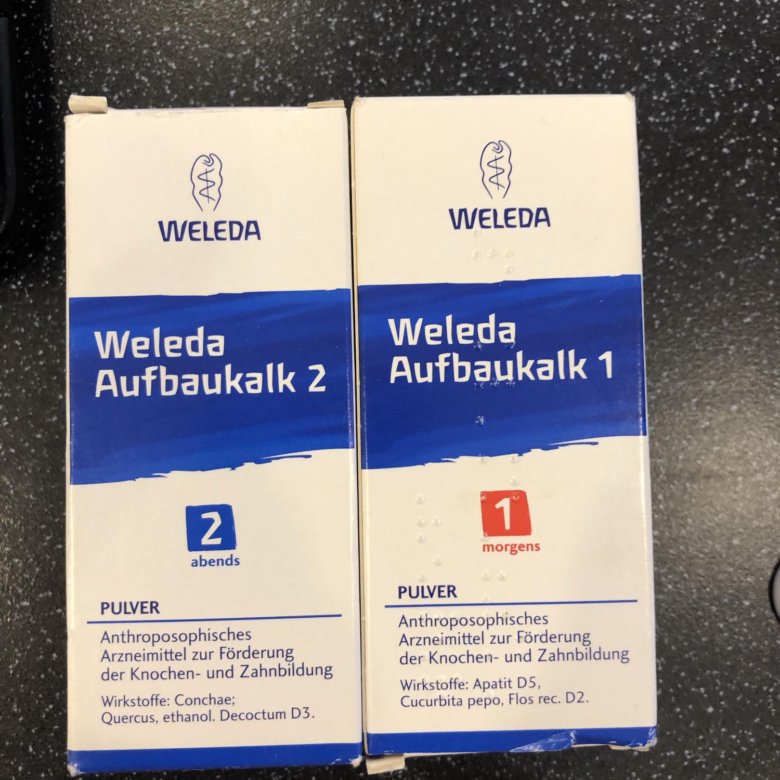 WELEDA
Weleda
Aufbaukalk 2
2
abends
PULVER
Anthroposophisches
Arzneimittel zur Förderung
der Knochen- und Zahnbildung
Wirkstoffe: Conchae;
Quercus, ethanol. Decoctum D3.
WELEDA
Weleda
Aufbaukalk 1
1
morgens
PULVER
Anthroposophisches
Arzneimittel zur Förderung
der Knochen- und Zahnbildung
Wirkstoffe: Apatit D5,
Cucurbita pepo, Flos rec. D2.